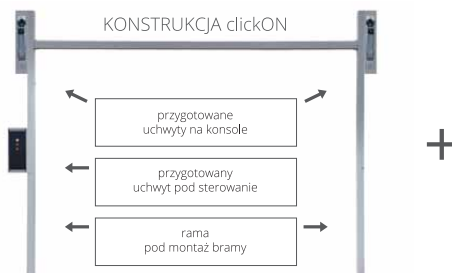 KONSTRUKCJA clickON
przygotowane
uchwyty na konsole
przygotowany
uchwyt pod sterowanie
rama
pod montaż bramy
+